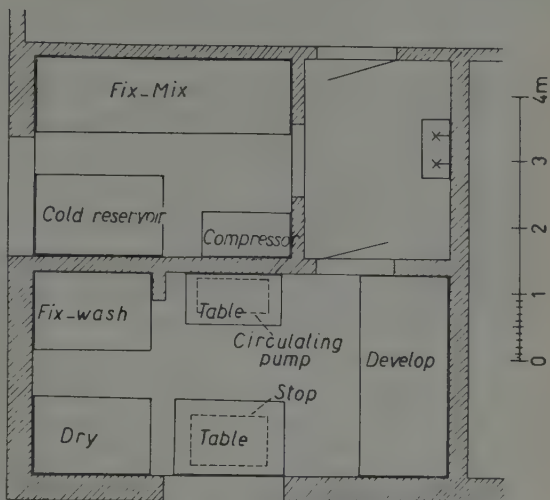 Fix-Mix
Cold reservoir
Compressor
Fix-wash
Table
Circulating
pump
Develop
Stop
Dry
Table
4m
3
2
1
0